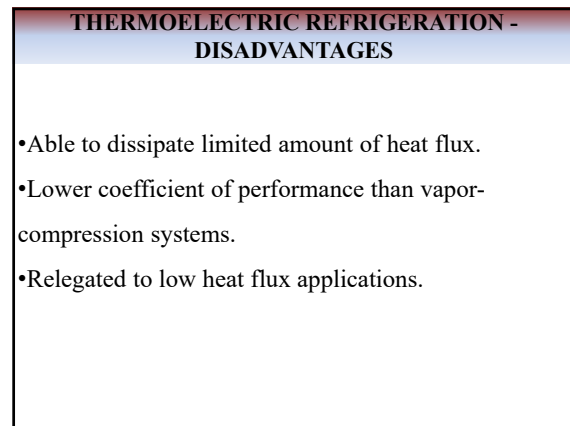 THERMOELECTRIC REFRIGERATION -
DISADVANTAGES
•Able to dissipate limited amount of heat flux.
•Lower coefficient of performance than vapor-
compression systems.
•Relegated to low heat flux applications.